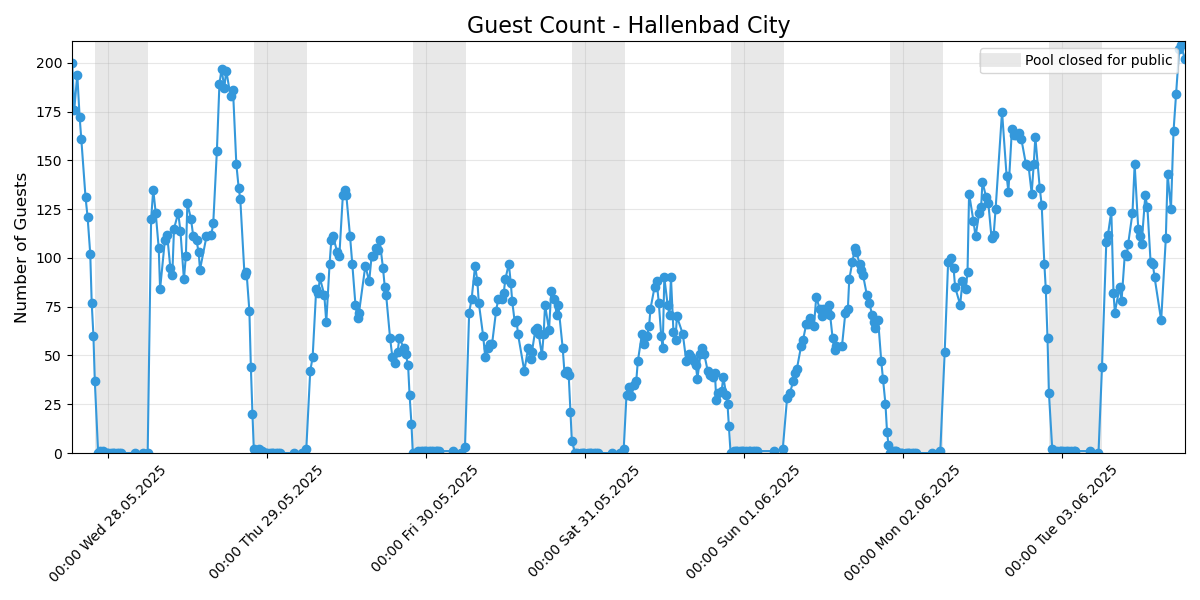 Guest Count - Hallenbad City
Pool closed for public
Number of Guests
200
175
150
125
100
75
50
25
0
00:00 Wed 28.05.2025
00:00 Thu 29.05.2025
00:00 Fri 30.05.2025
00:00 Sat 31.05.2025
00:00 Sun 01.06.2025
00:00 Mon 02.06.2025
00:00 Tue 03.06.2025